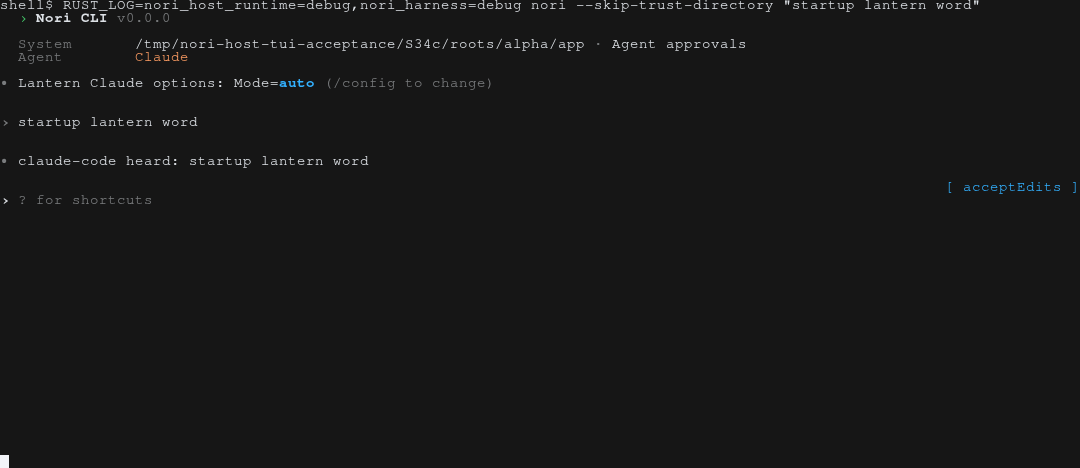 shell$ RUST_LOG=nori_host_runtime=debug,nori_harness=debug nori --skip-trust-directory "startup lantern word"
› Nori CLI v0.0.0
System /tmp/nori-host-tui-acceptance/S34c/roots/alpha/app · Agent approvals
Agent Claude
• Lantern Claude options: Mode=auto (/config to change)
› startup lantern word
• claude-code heard: startup lantern word
[ acceptEdits ]
› ? for shortcuts